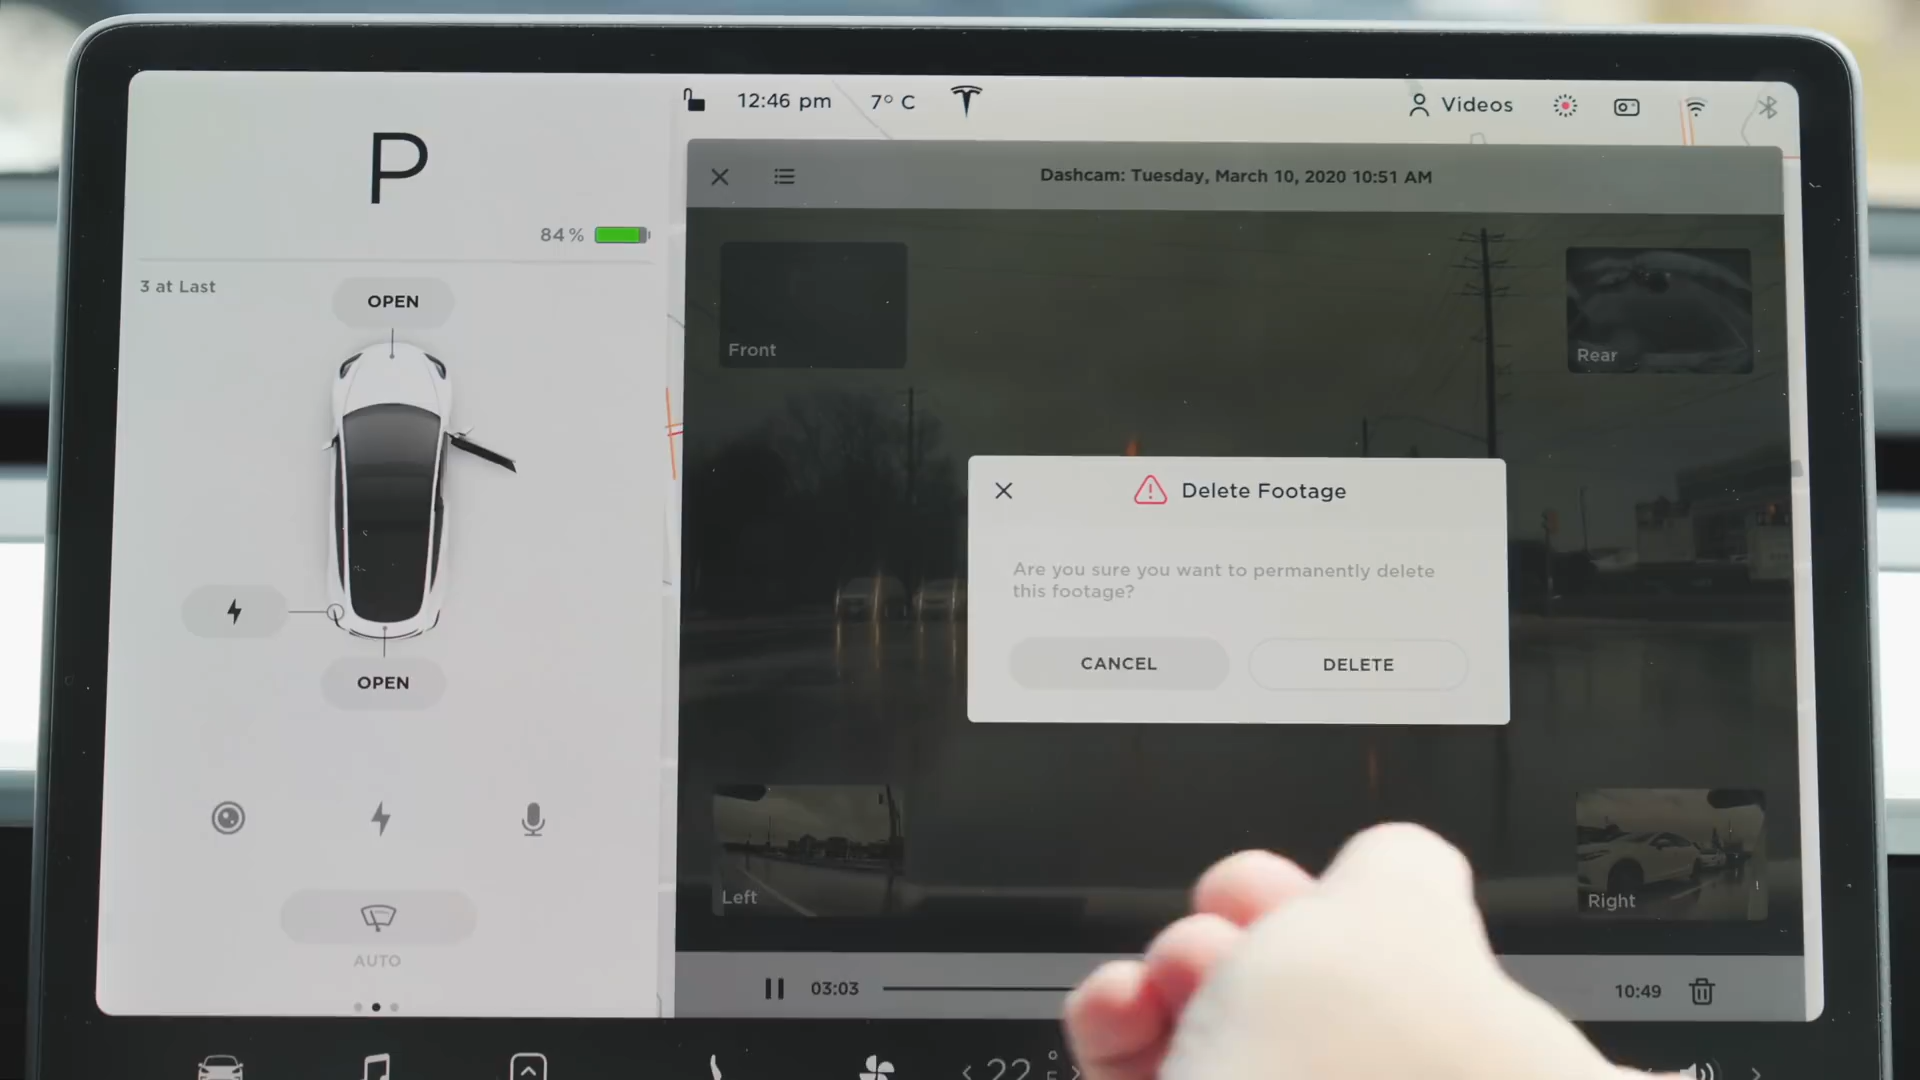 P
84 %
3 at Last
OPEN
OPEN
AUTO
12:46 pm 7° C
Videos
Dashcam: Tuesday, March 10, 2020 10:51 AM
Front
Rear
Delete Footage
Are you sure you want to permanently delete
this footage?
CANCEL
DELETE
Left
Right
03:03
10:49
22°